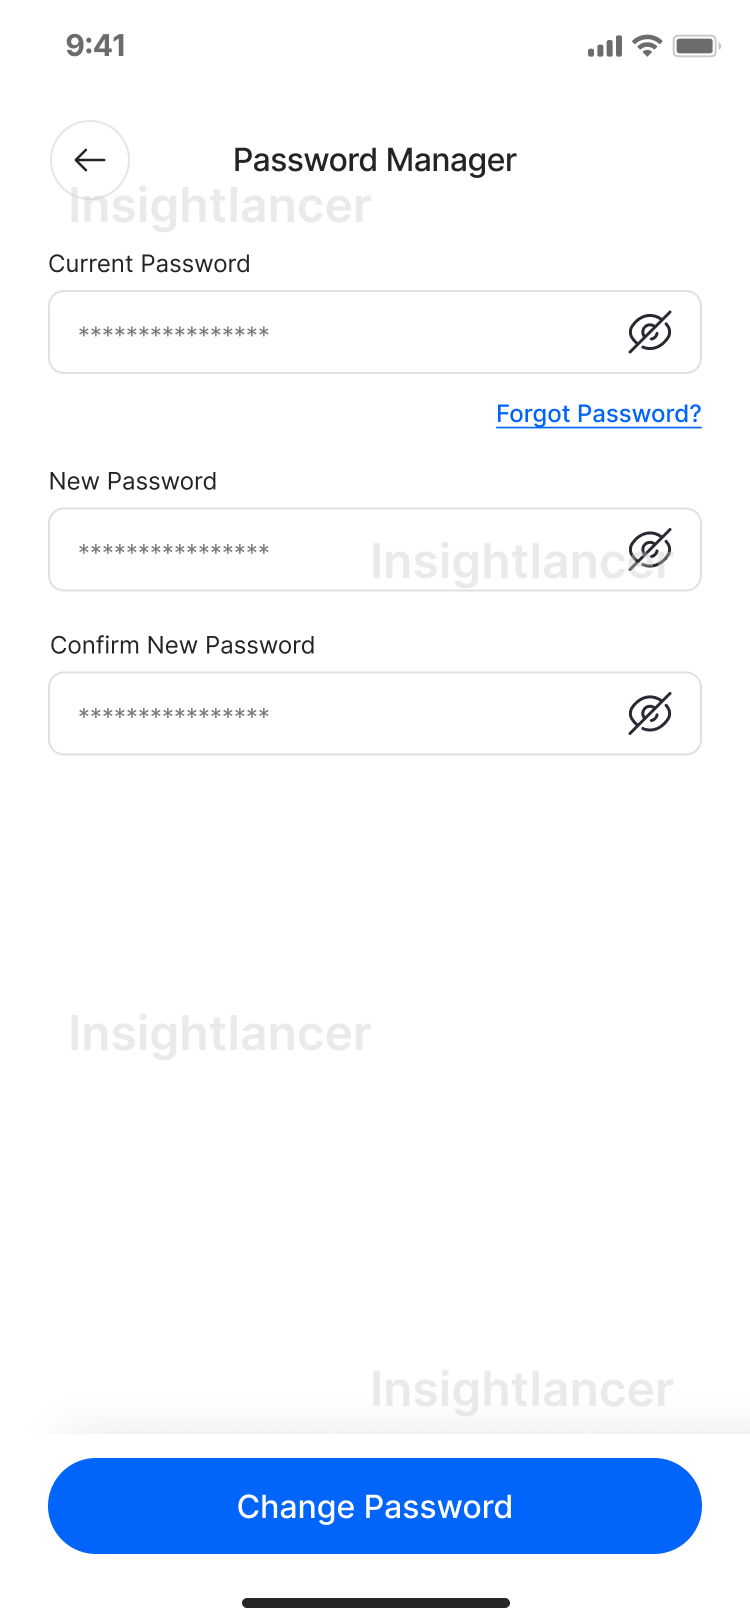 9:41
Password Manager
Insightlancer
Current Password
****************
Forgot Password?
New Password
****************
Insightlancer
Confirm New Password
****************
Insightlancer
Insightlancer
Change Password